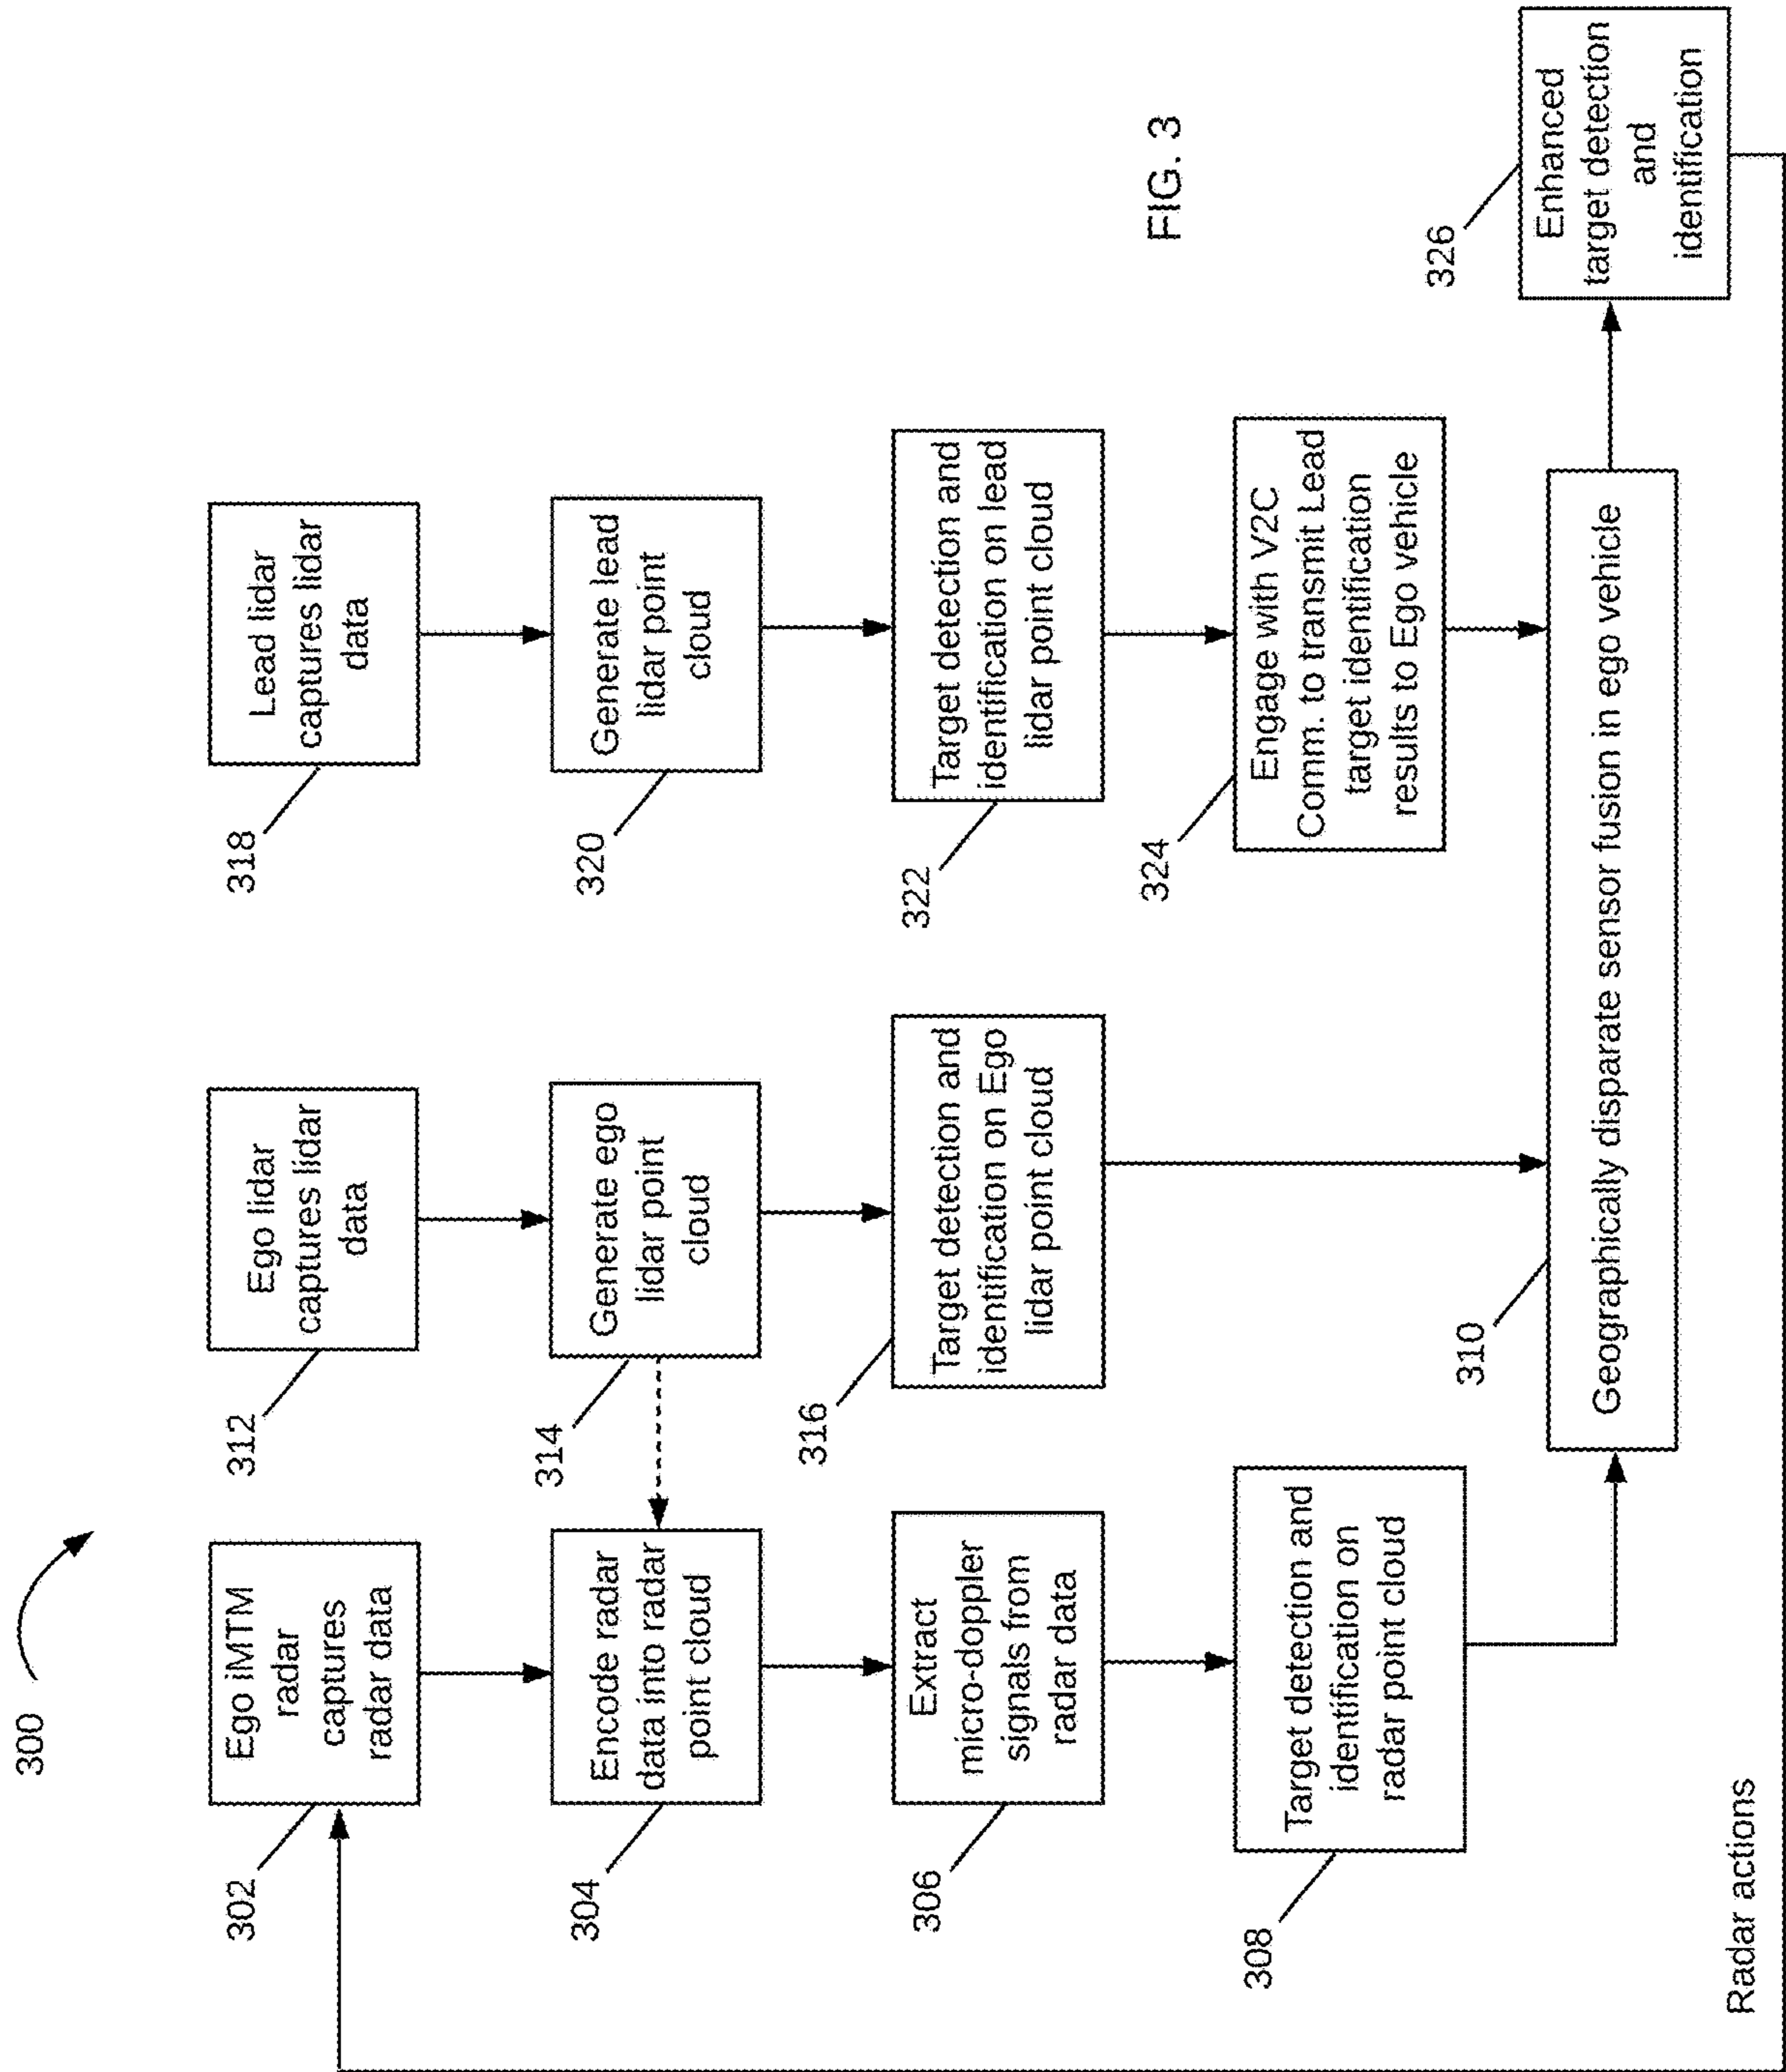 300
302
Ego iMTM
radar
captures
radar data
304
Encode radar
data into radar
point cloud
306
Extract
micro-doppler
signals from
radar data
308
Target detection and
identification on
radar point cloud
312
Ego lidar
captures lidar
data
314
Generate ego
lidar point
cloud
316
Target detection and
identification on Ego
lidar point cloud
318
Lead lidar
captures lidar
data
320
Generate lead
lidar point
cloud
322
Target detection and
identification on lead
lidar point cloud
324
Engage with V2C
Comm. to transmit Lead
target identification
results to Ego vehicle
310
Geographically disparate sensor fusion in ego vehicle
326
Enhanced
target detection
and
identification
Radar actions
FIG. 3